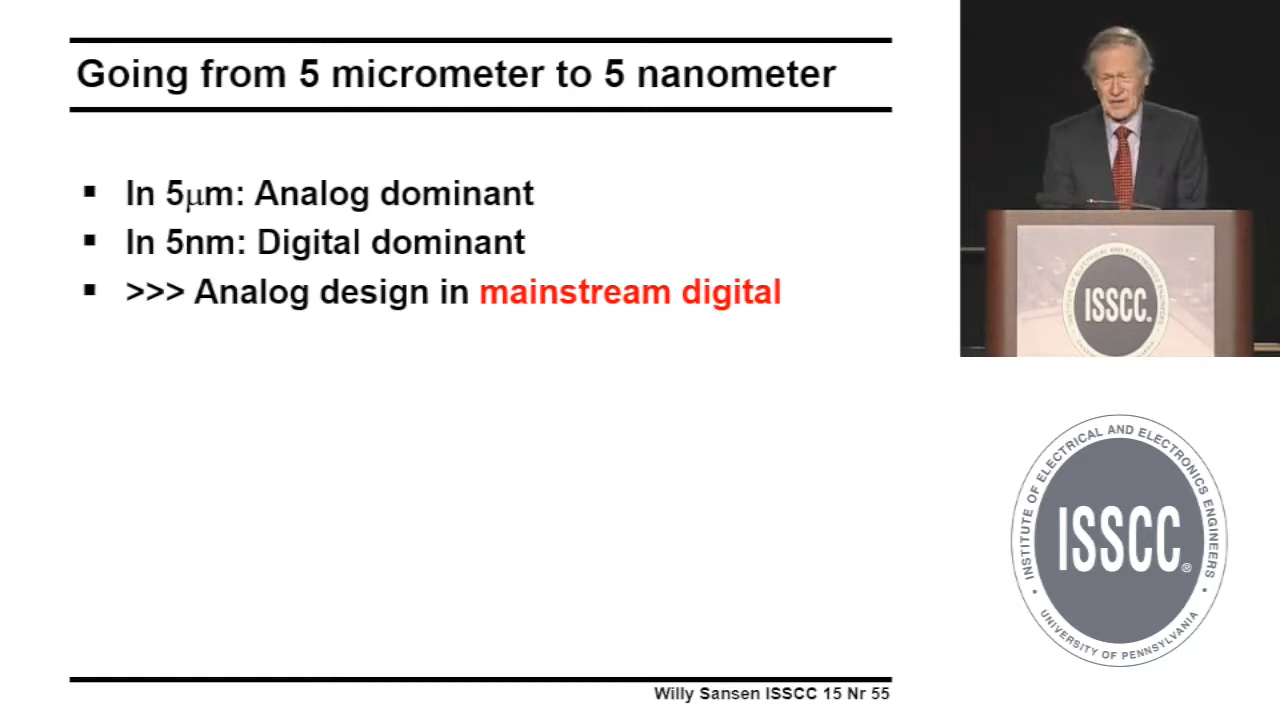 Going from 5 micrometer to 5 nanometer
▪ In 5μm: Analog dominant
▪ In 5nm: Digital dominant
▪ >>> Analog design in mainstream digital
Willy Sansen ISSCC 15 Nr 55
ISSCC.
INSTITUTE OF ELECTRICAL AND ELECTRONICS ENGINEERS
ISSCC®
• UNIVERSITY OF PENNSYLVANIA •